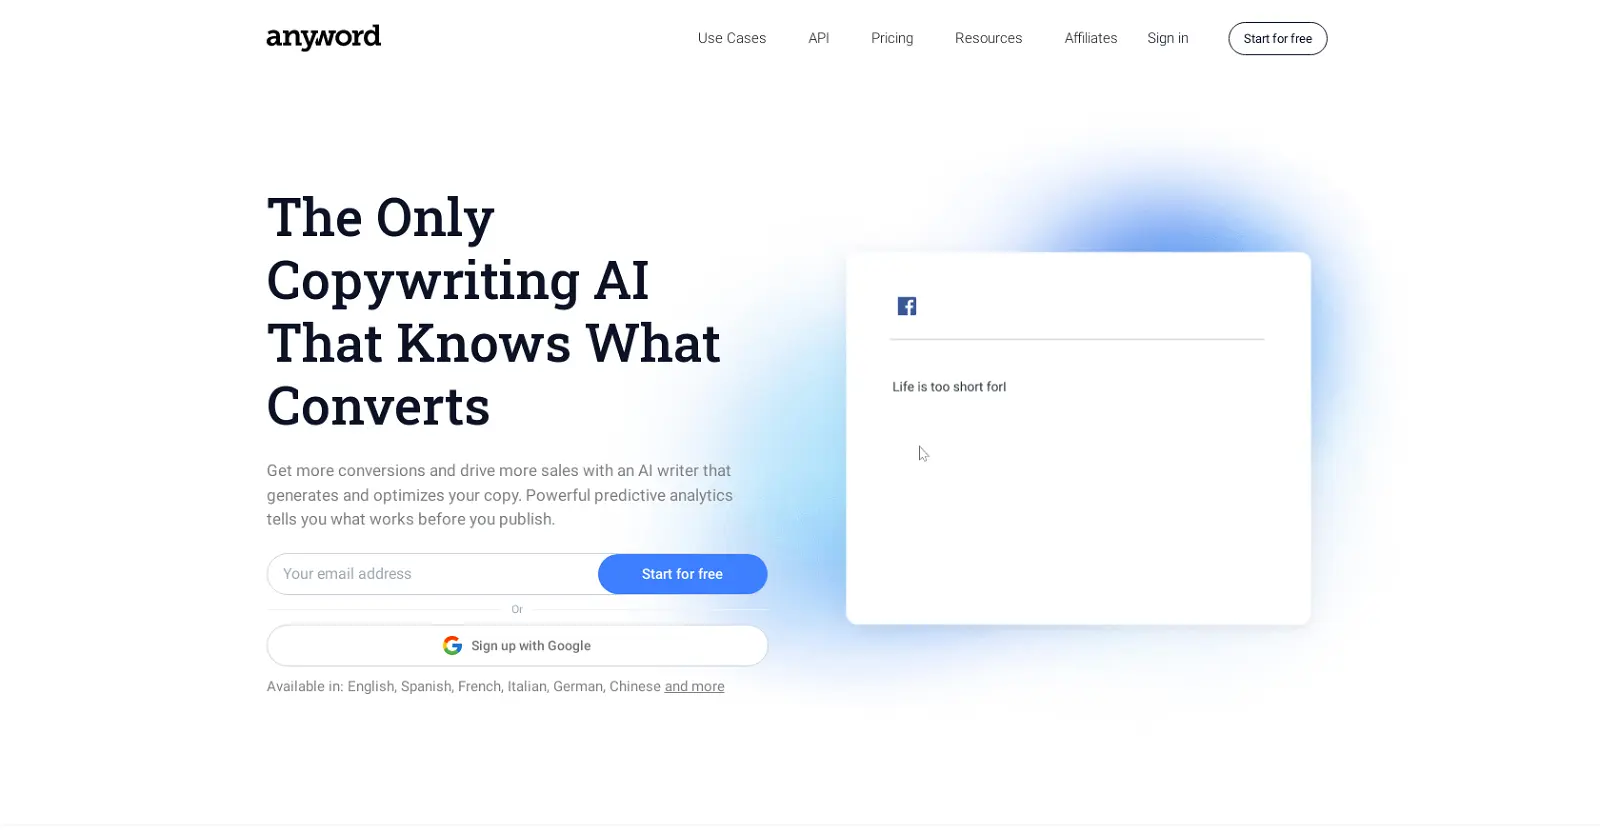 anyword
Use Cases
API
Pricing
Resources
Affiliates
Sign in
Start for free
The Only
Copywriting AI
That Knows What
Converts
Get more conversions and drive more sales with an AI writer that
generates and optimizes your copy. Powerful predictive analytics
tells you what works before you publish.
Your email address
Start for free
Or
Sign up with Google
Available in: English, Spanish, French, Italian, German, Chinese and more
Life is too short forl